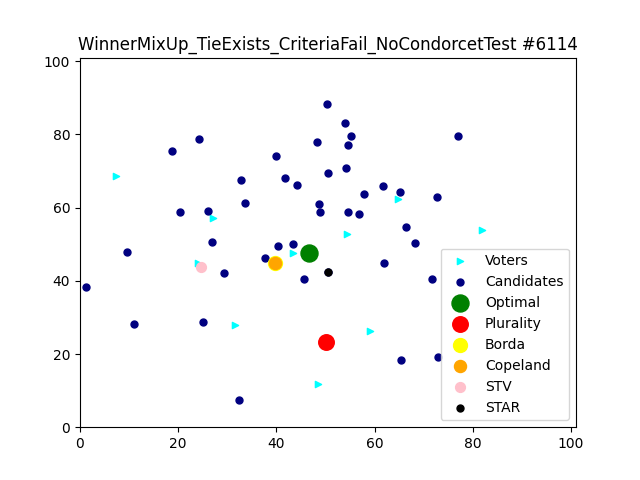 WinnerMixUp_TieExists_CriteriaFail_NoCondorcetTest #6114
100
80
60
40
20
0
Voters
Candidates
Optimal
Plurality
Borda
Copeland
STV
STAR
0 20 40 60 80 100